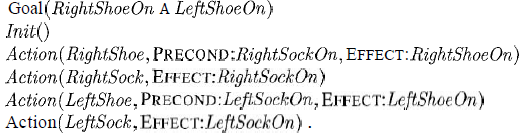 Goal(RightShoeOn A LeftShoeOn)
Init()
Action(RightShoe, PRECOND:RightSockOn, EFFECT:RightShoeOn)
Action(RightSock, EFFECT:RightSockOn)
Action(LeftShoe, PRECOND:LeftSockOn, EFFECT:LeftShoeOn)
Action(LeftSock, EFFECT:LeftSockOn) .